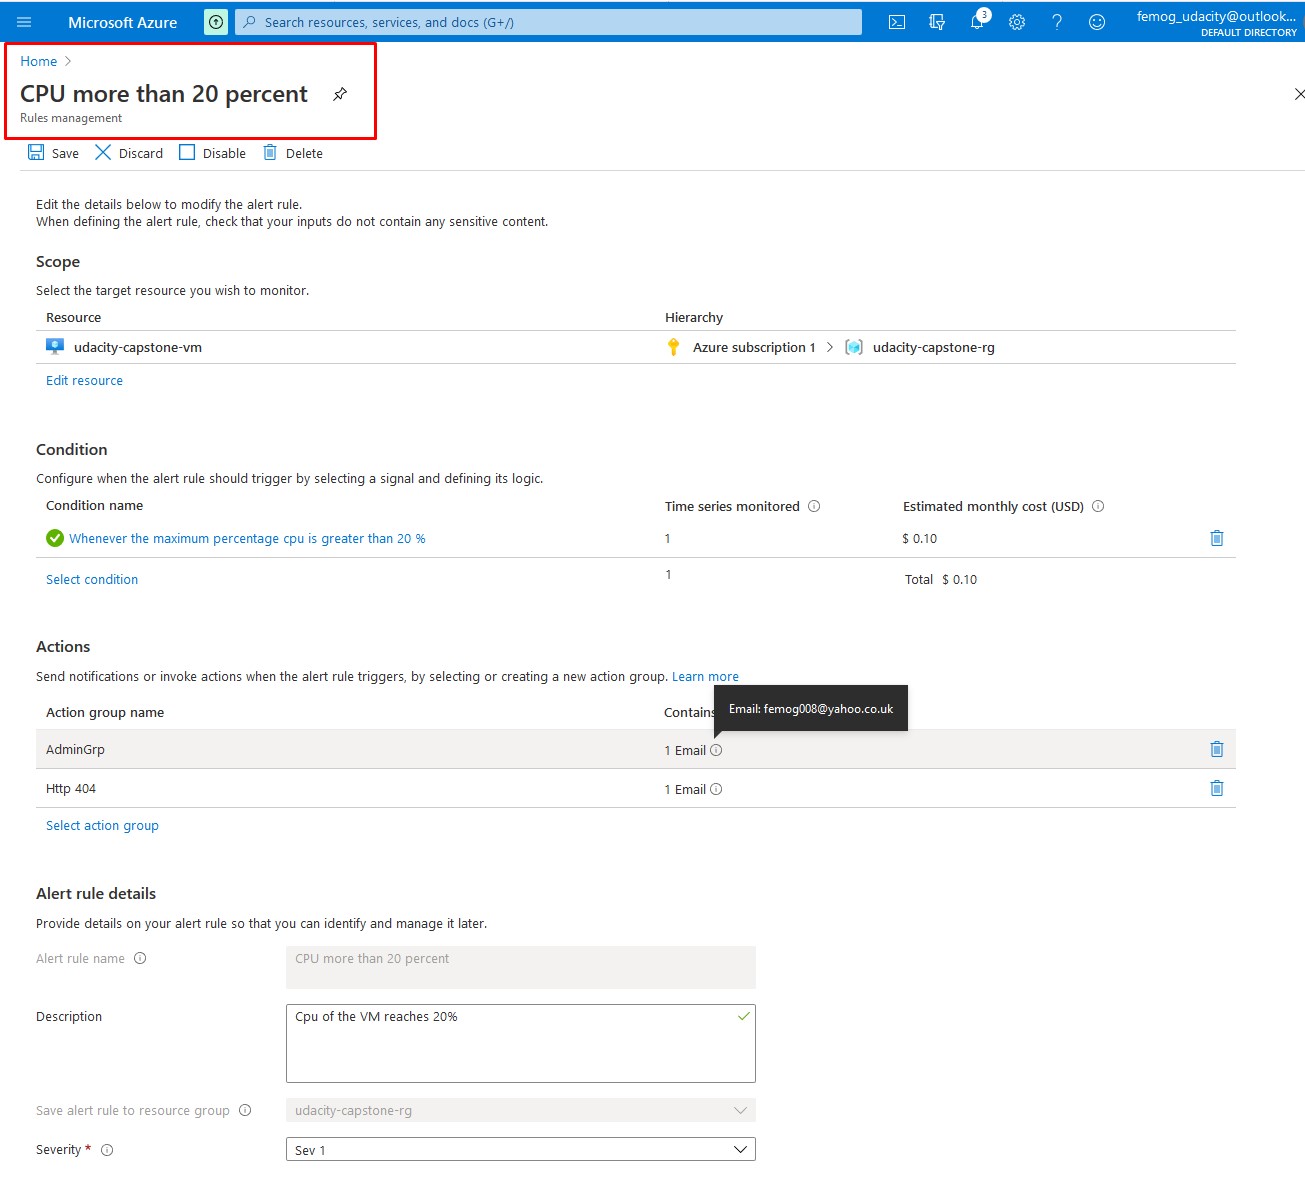 Microsoft Azure
Search resources, services, and docs (G+/)
3
femog_udacity@outlook...
DEFAULT DIRECTORY
Home
CPU more than 20 percent
Rules management
Save Discard Disable Delete
Edit the details below to modify the alert rule.
When defining the alert rule, check that your inputs do not contain any sensitive content.
Scope
Select the target resource you wish to monitor.
Resource Hierarchy
udacity-capstone-vm Azure subscription 1 > udacity-capstone-rg
Edit resource
Condition
Configure when the alert rule should trigger by selecting a signal and defining its logic.
Condition name Time series monitored Estimated monthly cost (USD)
Whenever the maximum percentage cpu is greater than 20 % 1 $ 0.10
Select condition 1 Total $ 0.10
Actions
Send notifications or invoke actions when the alert rule triggers, by selecting or creating a new action group. Learn more
Email: femog008@yahoo.co.uk
Action group name Contains
AdminGrp 1 Email
Http 404 1 Email
Select action group
Alert rule details
Provide details on your alert rule so that you can identify and manage it later.
Alert rule name CPU more than 20 percent
Description Cpu of the VM reaches 20%
Save alert rule to resource group udacity-capstone-rg
Severity * Sev 1